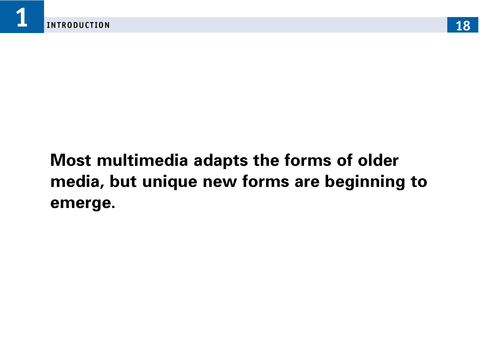 1
INTRODUCTION
18
Most multimedia adapts the forms of older
media, but unique new forms are beginning to
emerge.